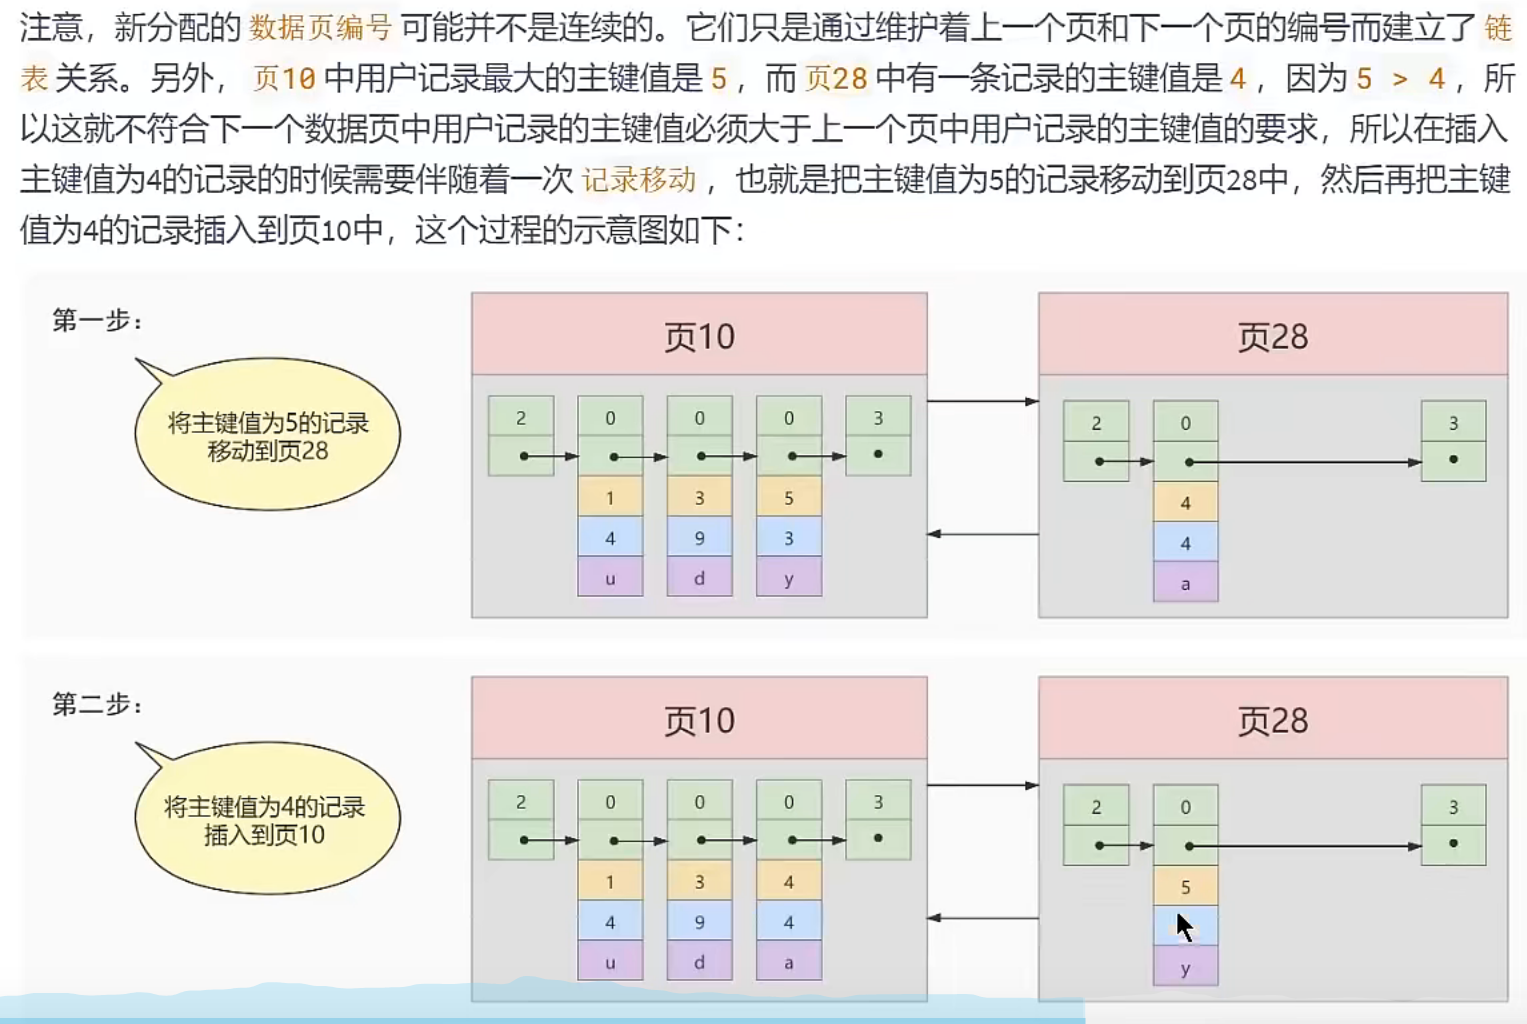 注意，新分配的 数据页编号 可能并不是连续的。它们只是通过维护着上一个页和下一个页的编号而建立了 链
表 关系。另外， 页10 中用户记录最大的主键值是 5 ，而 页28 中有一条记录的主键值是 4 ，因为 5 > 4 ，所
以这就不符合下一个数据页中用户记录的主键值必须大于上一个页中用户记录的主键值的要求，所以在插入
主键值为4的记录的时候需要伴随着一次 记录移动 ，也就是把主键值为5的记录移动到页28中，然后再把主键
值为4的记录插入到页10中，这个过程的示意图如下：
第一步：
将主键值为5的记录
移动到页28
页10
2 0 0 0 3
1 3 5
4 9 3
u d y
页28
2 0 3
4
4
a
第二步：
将主键值为4的记录
插入到页10
页10
2 0 0 0 3
1 3 4
4 9 4
u d a
页28
2 0 3
5
y